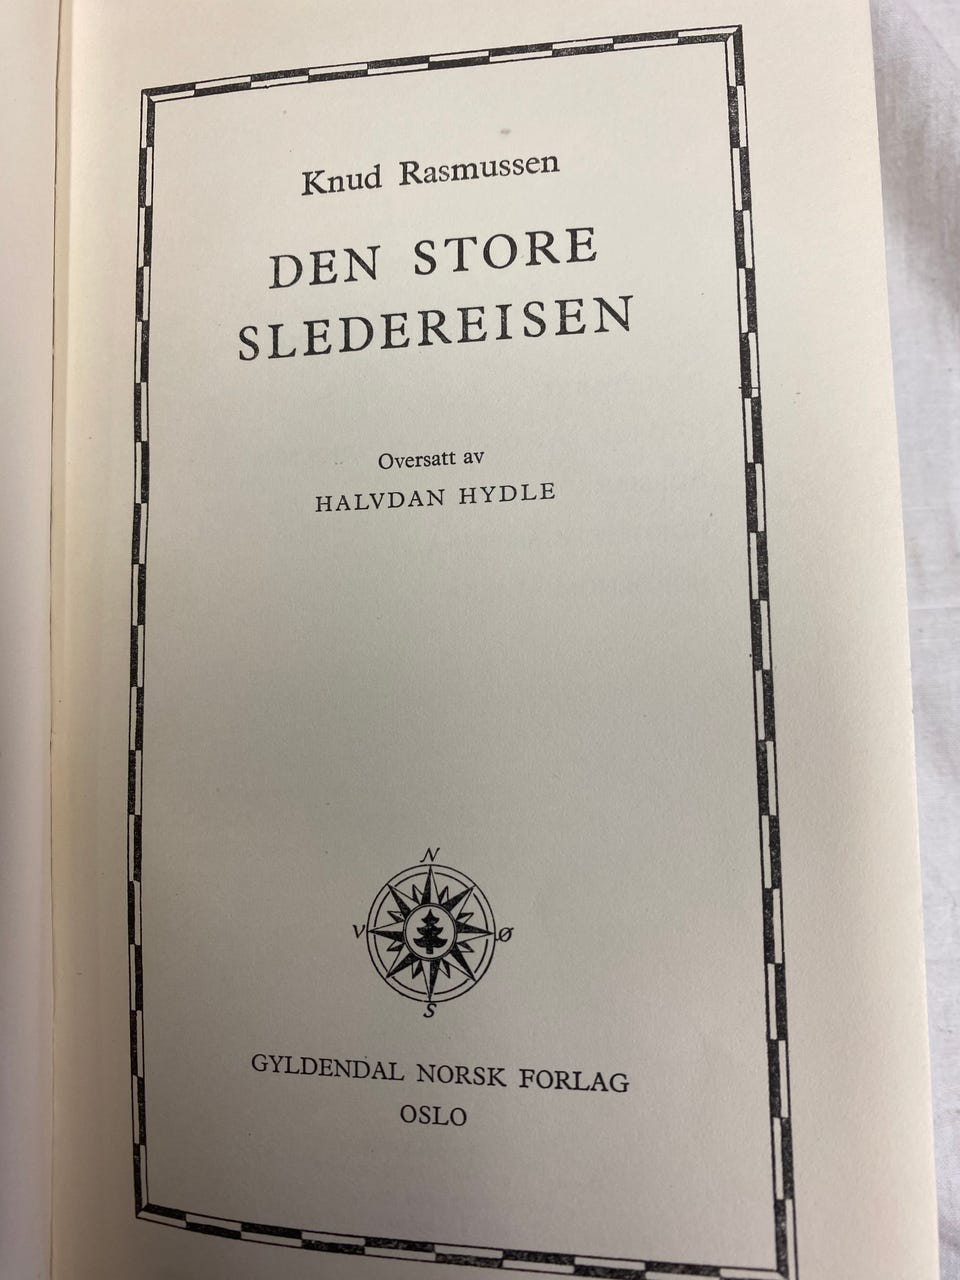 Knud Rasmussen
DEN STORE
SLEDEREISEN
Oversatt av
HALVDAN HYDLE
N
V Ø
S
GYLDENDAL NORSK FORLAG
OSLO